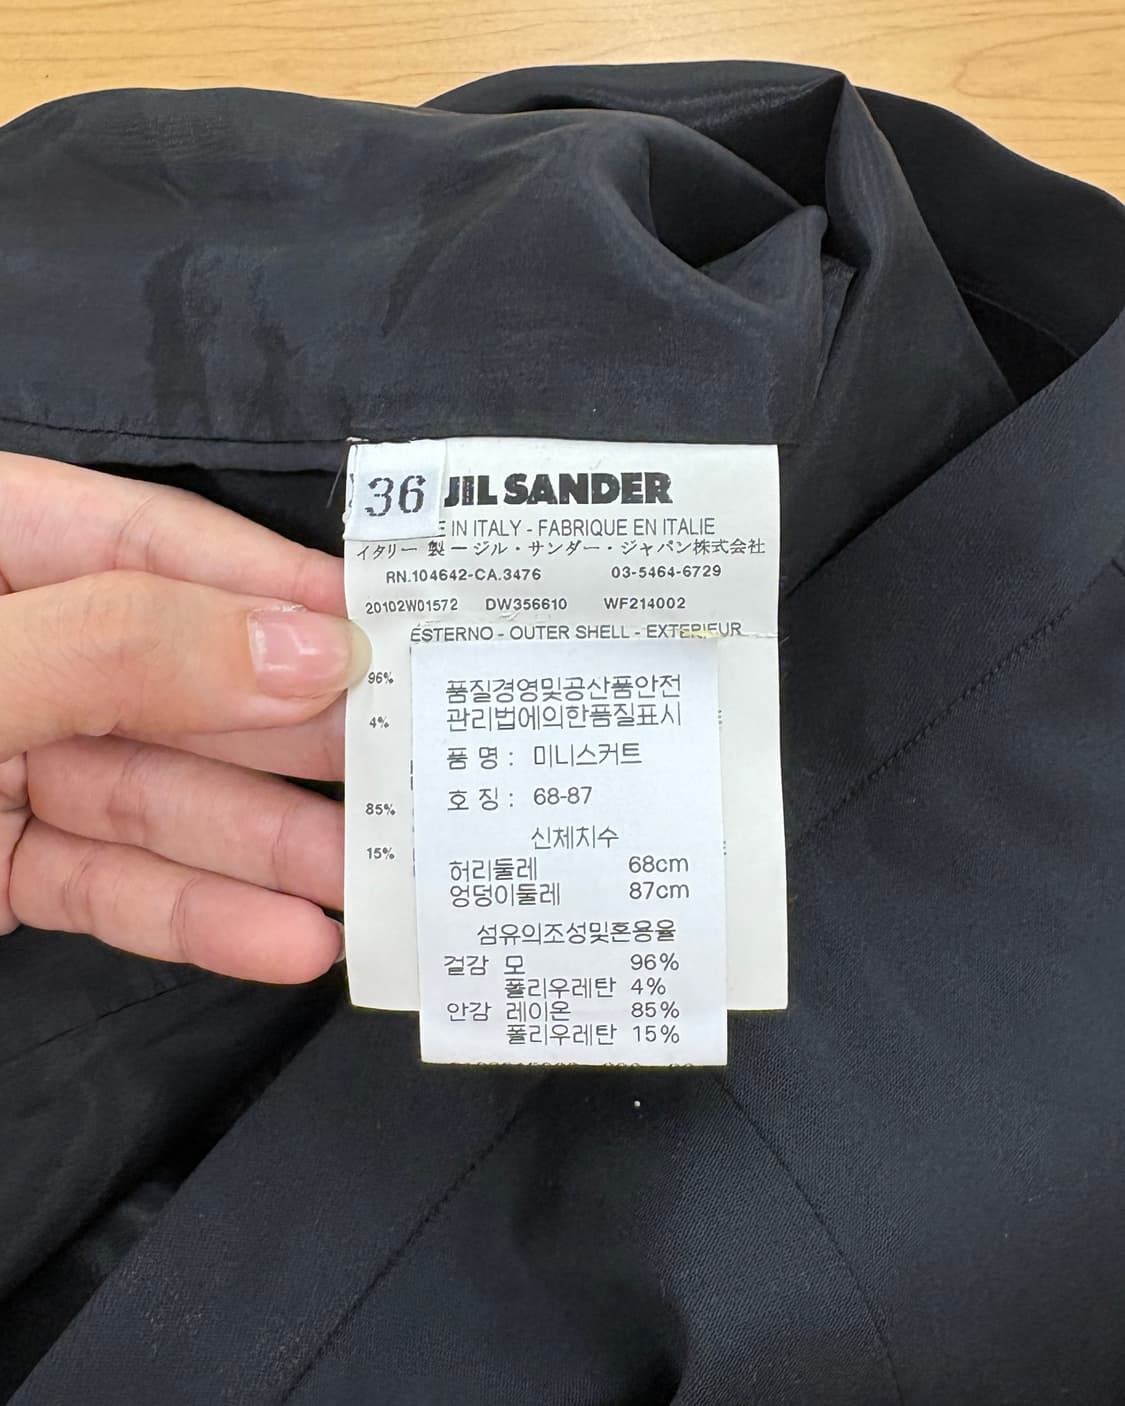 36
JIL SANDER
E IN ITALY - FABRIQUE EN ITALIE
イタリー製ージル・サンダー・ジャパン株式会社
RN.104642-CA.3476 03-5464-6729
20102W01572 DW356610 WF214002
ESTERNO - OUTER SHELL - EXTERIEUR
96%
4%
85%
15%
품질경영및공산품안전
관리법에의한품질표시
품 명 : 미니스커트
호 징 : 68-87
신체치수
허리둘레 68cm
엉덩이둘레 87cm
섬유의조성및혼용율
겉감 모 96%
폴리우레탄 4%
안감 레이온 85%
폴리우레탄 15%